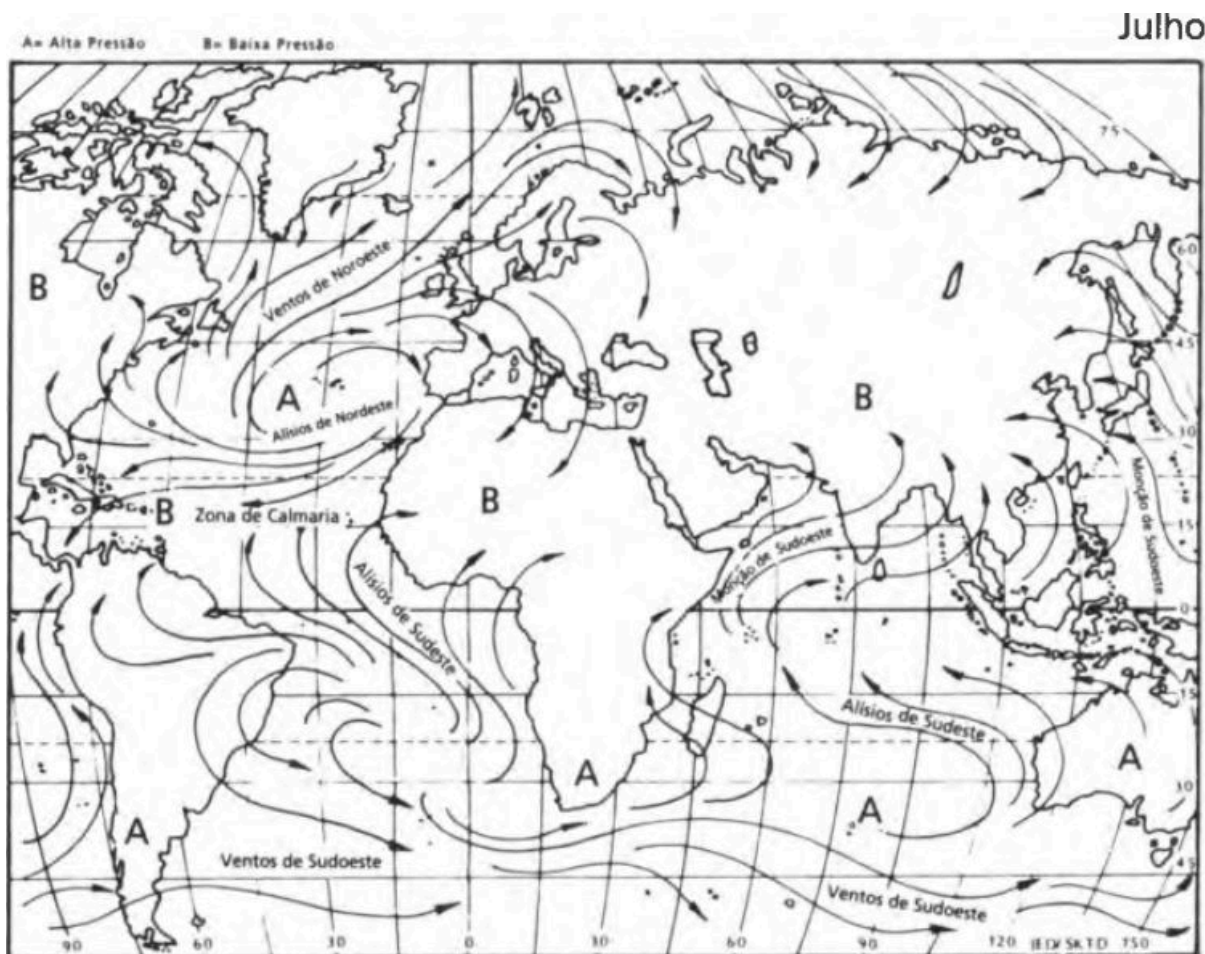 Julho
A= Alta Pressão B= Baixa Pressão
75
60
B
Ventos de Noroeste
45
A
B
Alísios de Nordeste
30
B
Monção de Sudoeste
B
Zona de Calmaria
15
Monção de Sudoeste
Alísios de Sudeste
0
15
Alísios de Sudeste
A
A
30
A
A
Ventos de Sudoeste
45
Ventos de Sudoeste
90 60 30 0 30 60 90 120 150